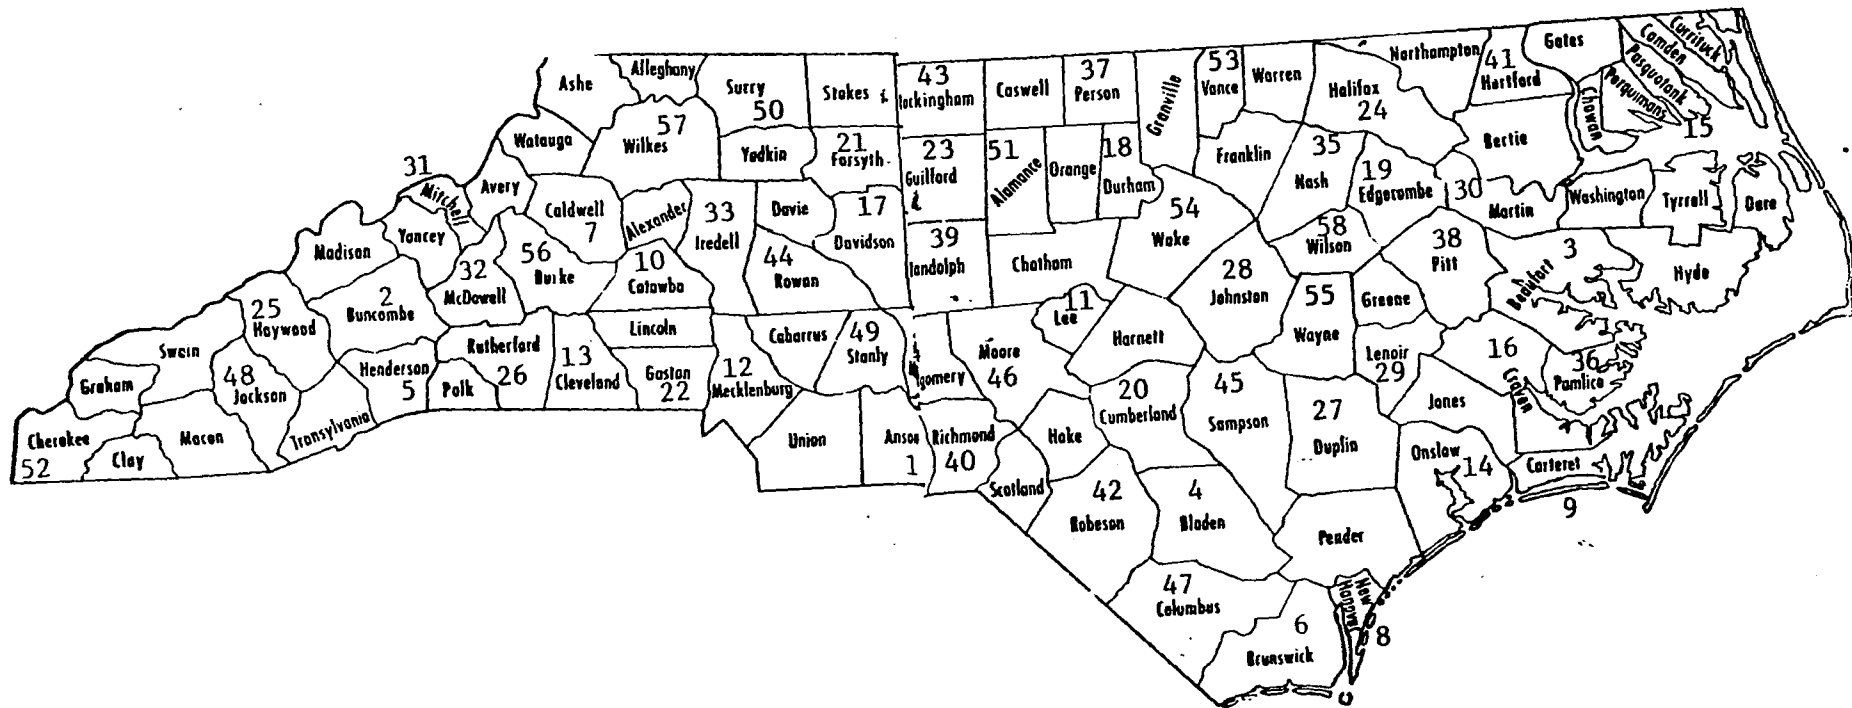 Ashe
Alleghany
Surry
50
Stokes
43
Rockingham
Caswell
37
Person
Granville
53
Vance
Warren
Halifax
24
Northampton
41
Hertford
Gates
Currituck
Camden
Pasquotank
Perquimans
Chowan
15
Watauga
57
Wilkes
Yadkin
21
Forsyth
23
Guilford
51
Alamance
Orange
18
Durham
Franklin
35
Nash
19
Edgecombe
30
Martin
Bertie
Washington
Tyrrell
Dare
31
Mitchell
Avery
Caldwell
7
Alexander
33
Iredell
Davie
17
Davidson
39
Randolph
Chatham
54
Wake
58
Wilson
38
Pitt
3
Beaufort
Hyde
Madison
Yancey
32
McDowell
56
Burke
10
Catawba
44
Rowan
28
Johnston
55
Wayne
Greene
25
Haywood
2
Buncombe
Rutherford
26
13
Cleveland
Lincoln
Gaston
22
12
Mecklenburg
Cabarrus
49
Stanly
gomery
Moore
46
11
Lee
Harnett
Lenoir
29
16
Craven
36
Pamlico
Swain
Graham
48
Jackson
Henderson
5
Polk
Transylvania
Cherokee
52
Clay
Macon
Union
Anson
1
Richmond
40
Scotland
Hoke
20
Cumberland
45
Sampson
27
Duplin
Jones
Onslow
14
Carteret
9
42
Robeson
4
Bladen
Pender
47
Columbus
6
Brunswick
New
Hanover
8